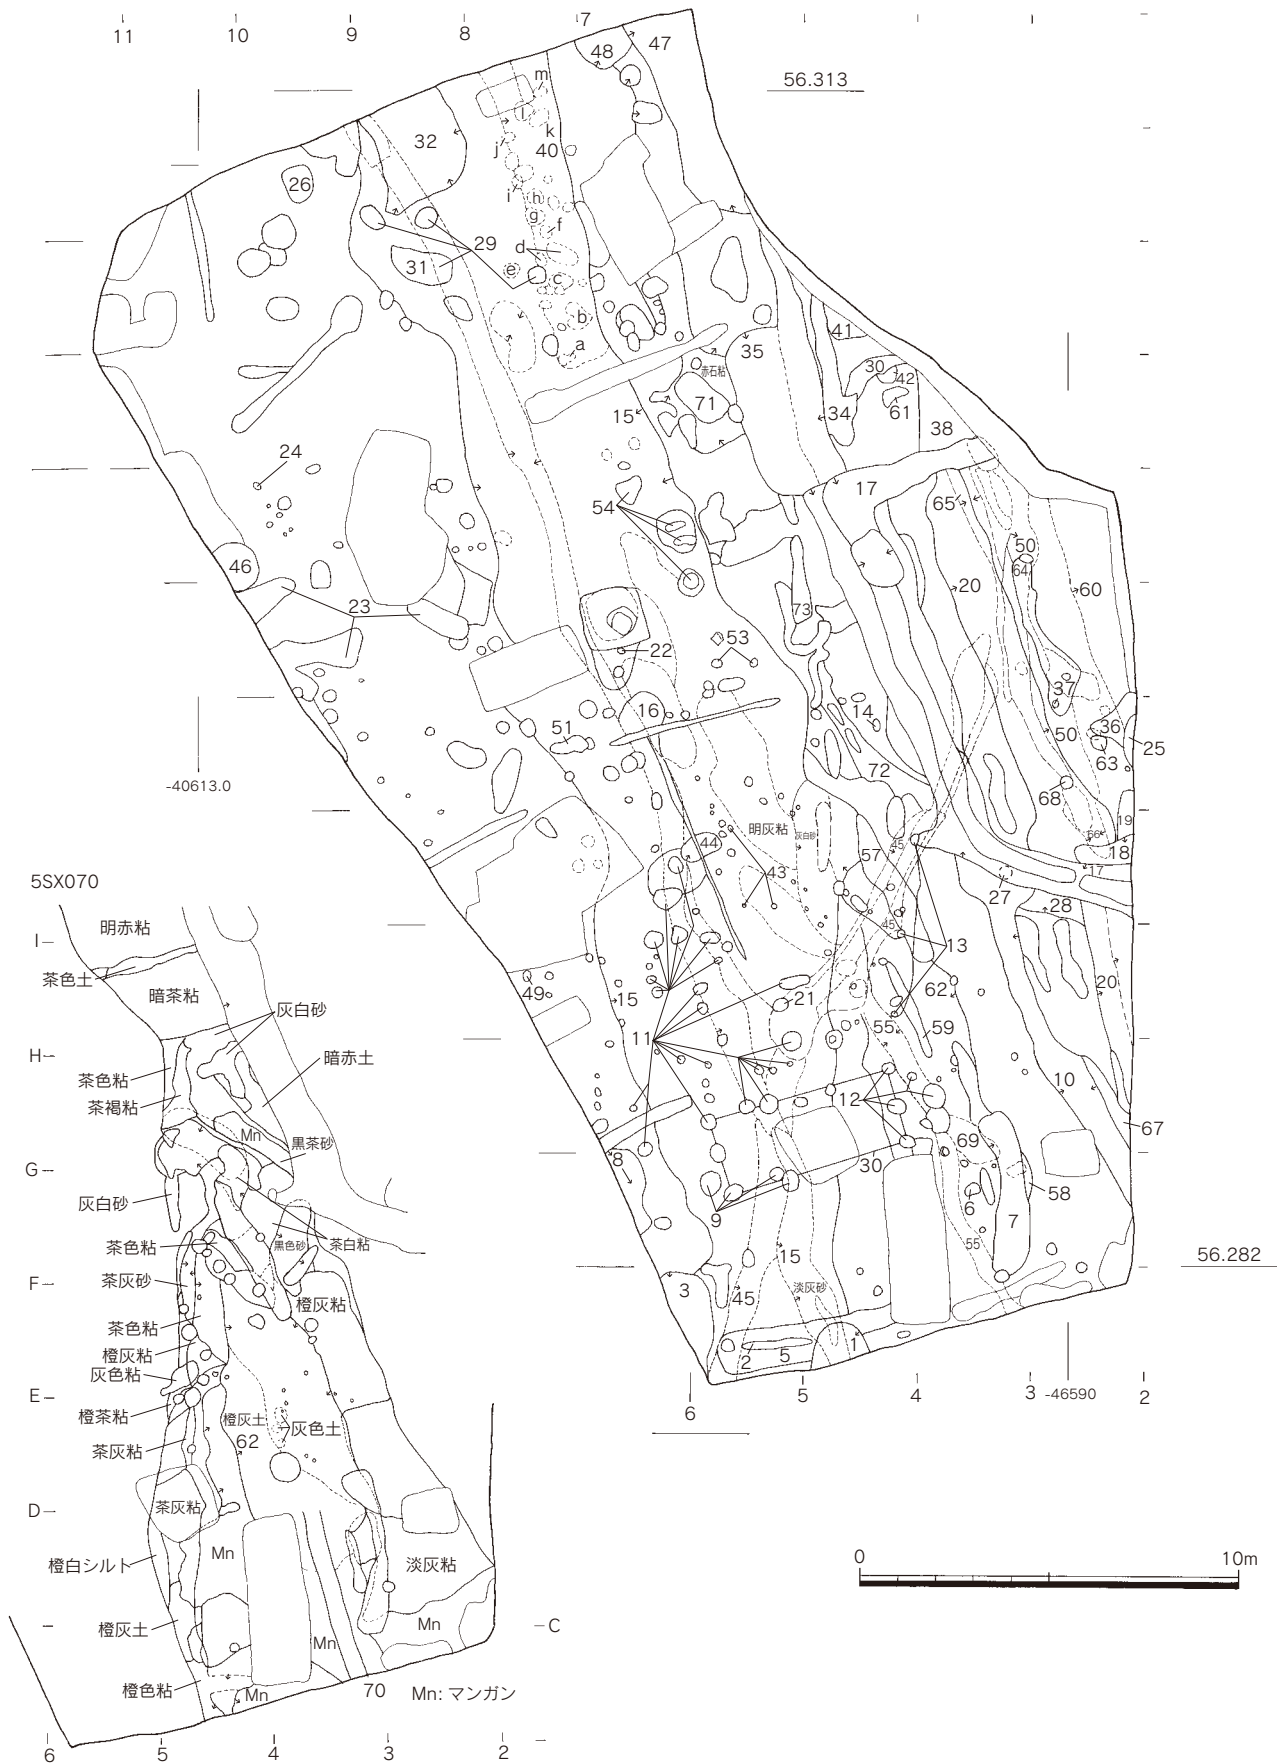 11
10
9
8
7
48
47
56.313
m
l
k
j
40
32
i
h
g
f
26
29
d
31
e
c
b
a
35
41
30
42
赤石粘
71
34
61
15
38
24
17
54
65
46
50
64
20
60
23
73
53
22
37
16
14
36
51
50
25
63
72
-40613.0
68
明灰粘
灰白砂
19
66
44
57
45
18
17
43
27
28
45
13
49
15
62
20
21
11
55
59
10
12
67
8
30
69
58
9
6
7
15
55
56.282
3
45
淡灰砂
1
2
5
6
5
4
3
-46590
2
5SX070
明赤粘
I
茶色土
暗茶粘
灰白砂
H
暗赤土
茶色粘
茶褐粘
Mn
黒茶砂
G
灰白砂
茶色粘
黒色砂
茶白粘
茶灰砂
F
橙灰粘
茶色粘
橙灰粘
灰色粘
E
橙茶粘
橙灰土
灰色土
62
茶灰粘
D
茶灰粘
Mn
橙白シルト
淡灰粘
橙灰土
Mn
Mn
C
橙色粘
Mn
70
Mn: マンガン
6
5
4
3
2
0
10m